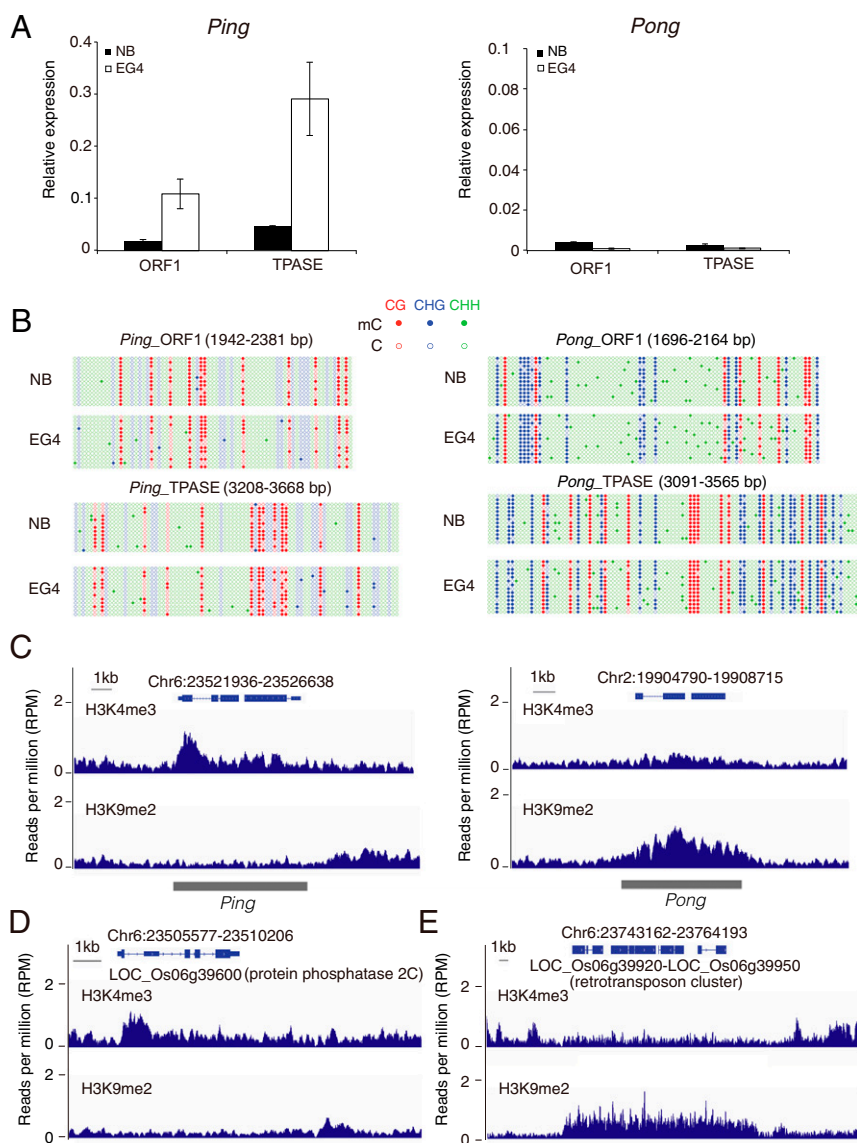 A
Ping
Pong
NB
EG4
Relative expression
0.4
0.3
0.2
0.1
0
ORF1
TPASE
NB
EG4
Relative expression
0.1
0.08
0.06
0.04
0.02
0
ORF1
TPASE
B
CG CHG CHH
mC
C
Ping_ORF1 (1942-2381 bp)
NB
EG4
Ping_TPASE (3208-3668 bp)
NB
EG4
Pong_ORF1 (1696-2164 bp)
NB
EG4
Pong_TPASE (3091-3565 bp)
NB
EG4
C
1kb
Chr6:23521936-23526638
Reads per million (RPM)
H3K4me3
2
0
H3K9me2
2
0
Ping
1kb
Chr2:19904790-19908715
Reads per million (RPM)
H3K4me3
2
0
H3K9me2
2
0
Pong
D
1kb
Chr6:23505577-23510206
LOC_Os06g39600 (protein phosphatase 2C)
Reads per million (RPM)
H3K4me3
2
0
H3K9me2
2
0
E
1kb
Chr6:23743162-23764193
LOC_Os06g39920-LOC_Os06g39950
(retrotransposon cluster)
Reads per million (RPM)
H3K4me3
2
0
H3K9me2
2
0